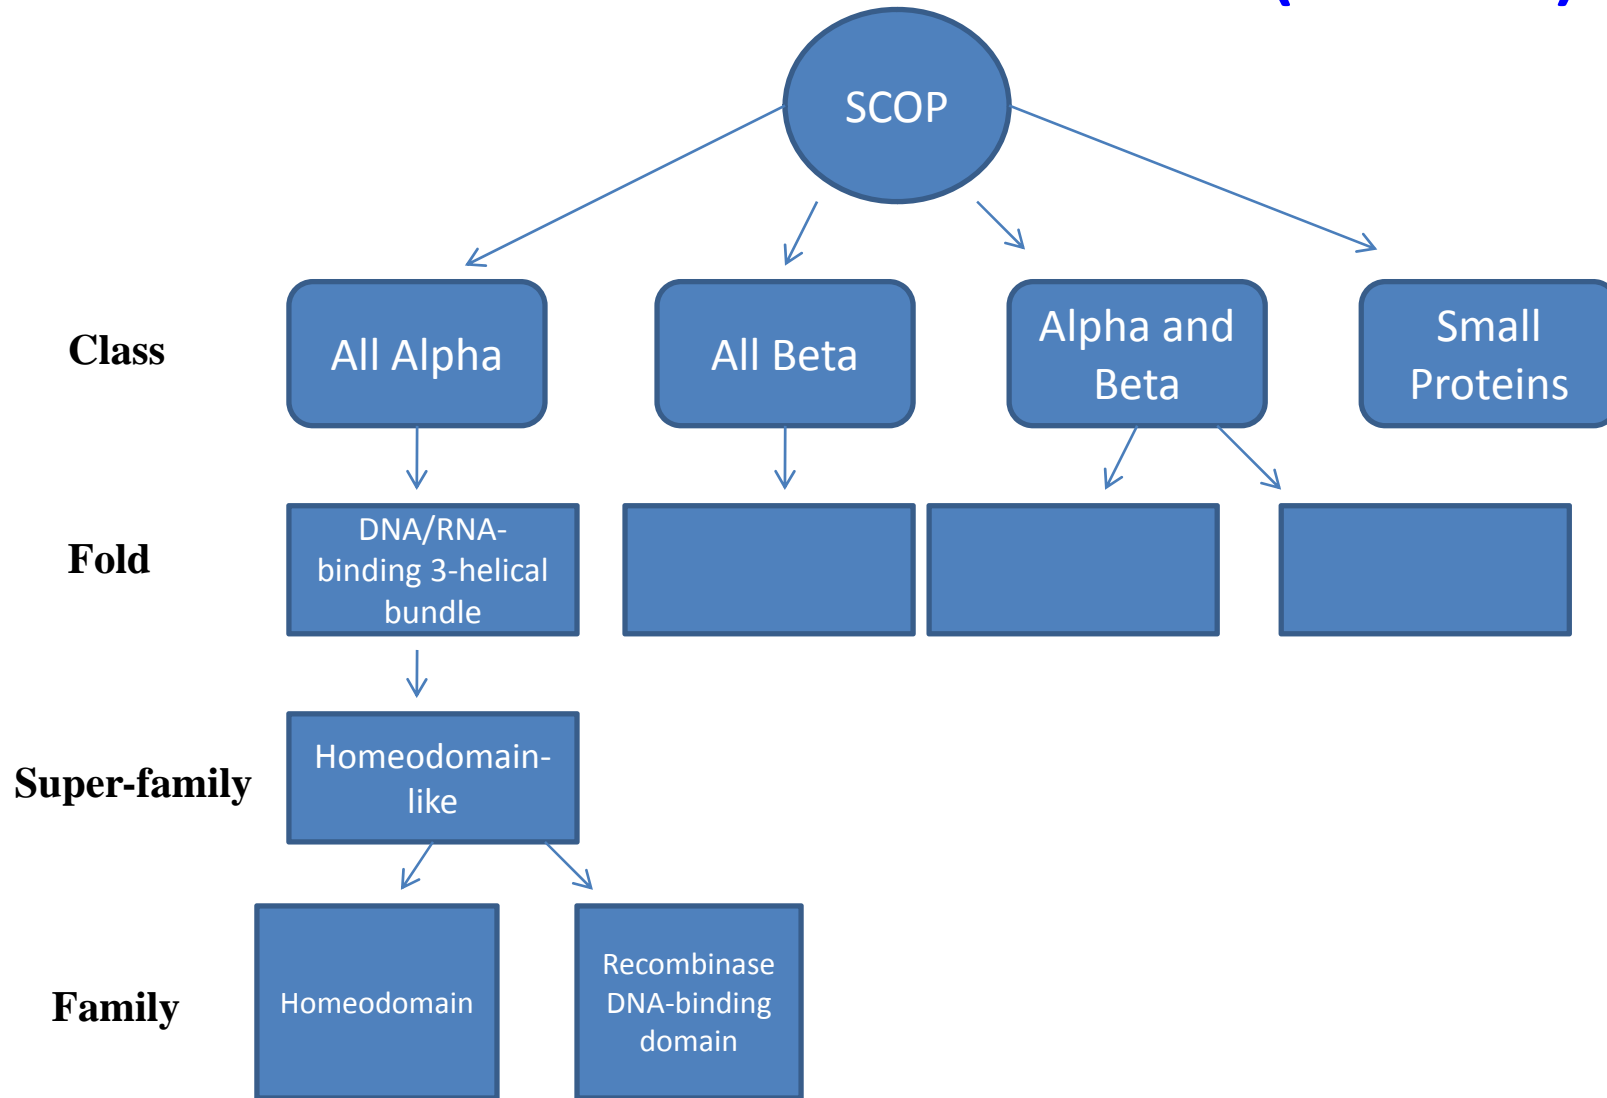 SCOP
Class
All Alpha
All Beta
Alpha and
Beta
Small
Proteins
Fold
DNA/RNA-
binding 3-helical
bundle
Super-family
Homeodomain-
like
Family
Homeodomain
Recombinase
DNA-binding
domain